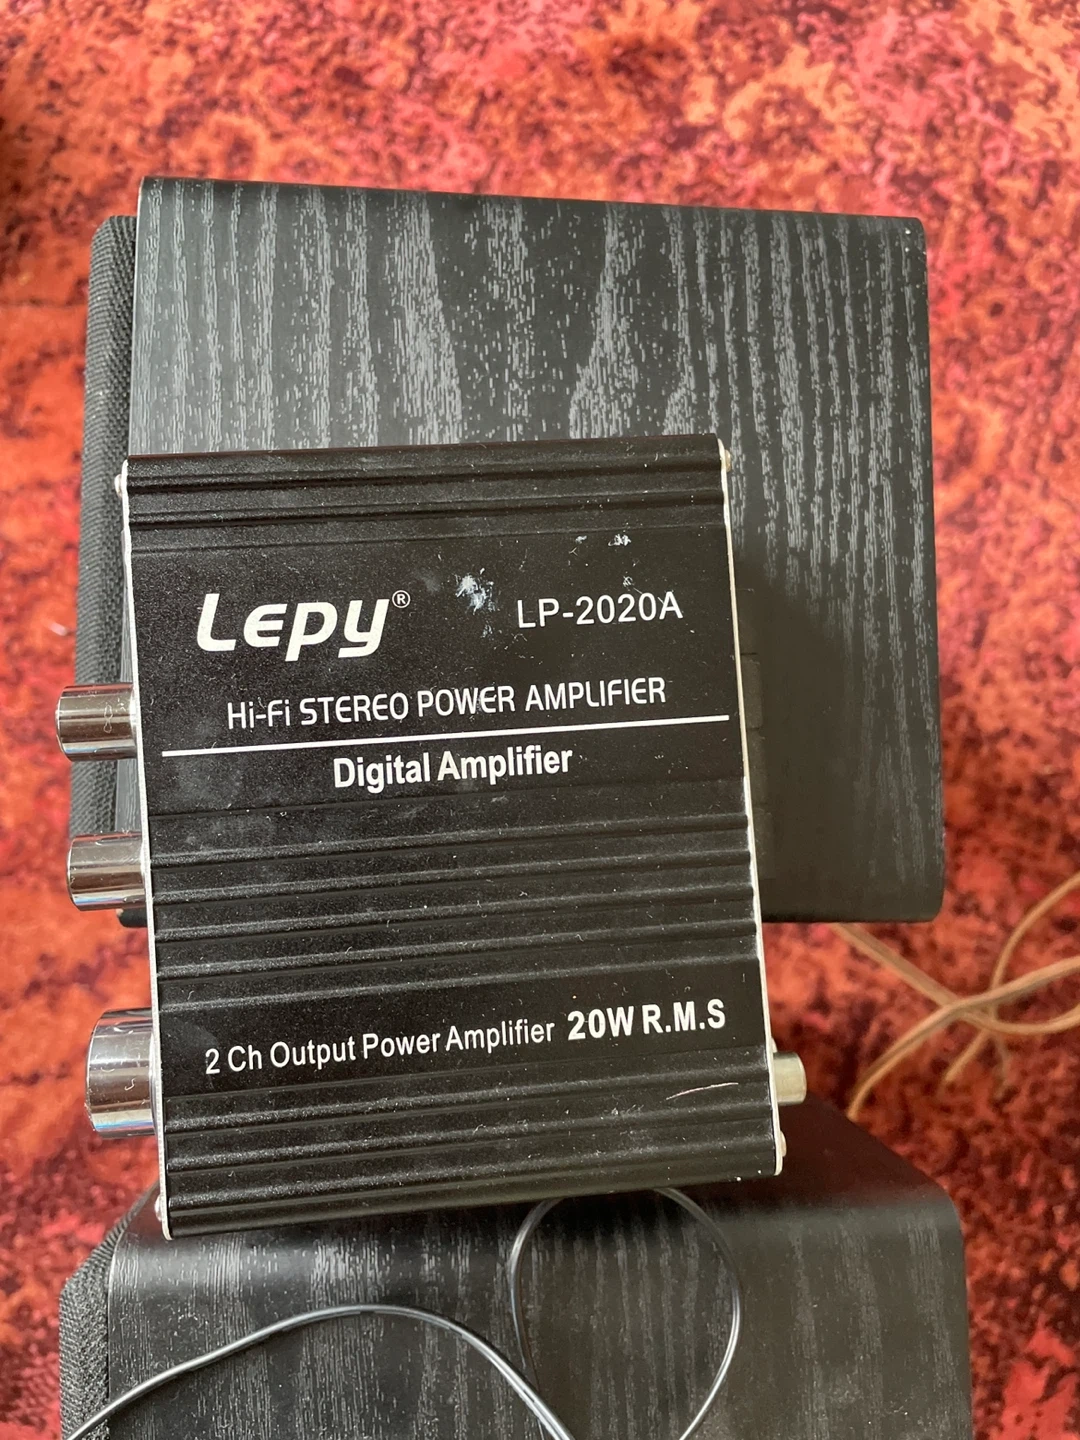 Lepy®
LP-2020A
Hi-Fi STEREO POWER AMPLIFIER
Digital Amplifier
2 Ch Output Power Amplifier 20W R.M.S